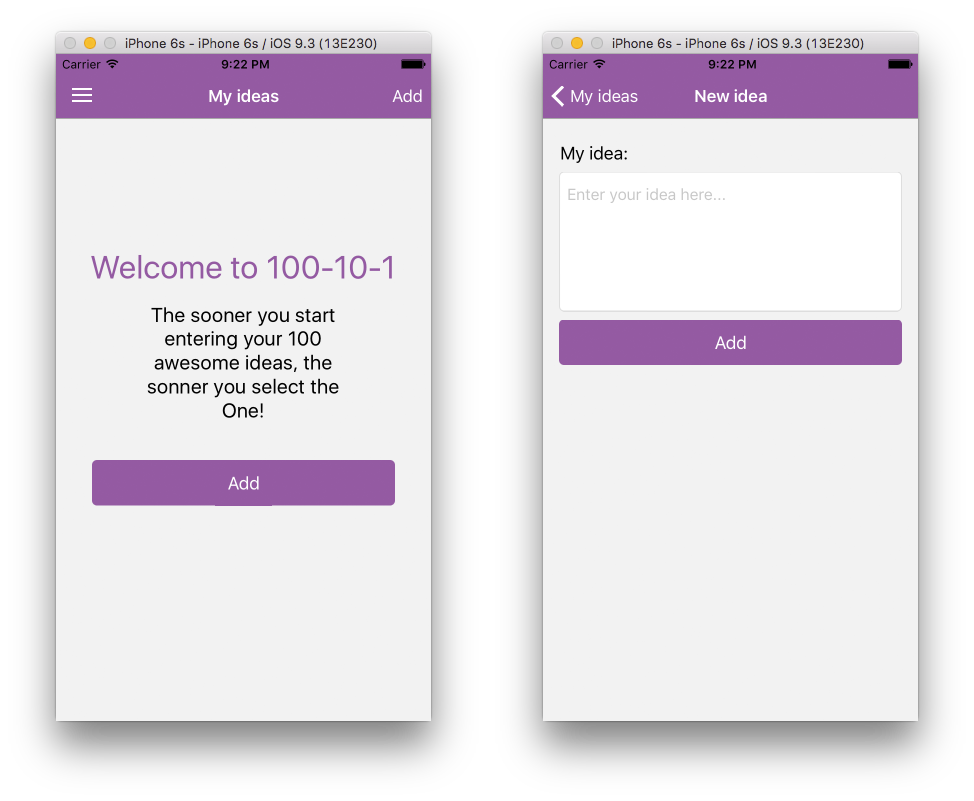 iPhone 6s - iPhone 6s / iOS 9.3 (13E230)
Carrier 9:22 PM
My ideas Add
Welcome to 100-10-1
The sooner you start
entering your 100
awesome ideas, the
sonner you select the
One!
Add
iPhone 6s - iPhone 6s / iOS 9.3 (13E230)
Carrier 9:22 PM
My ideas New idea
My idea:
Enter your idea here...
Add